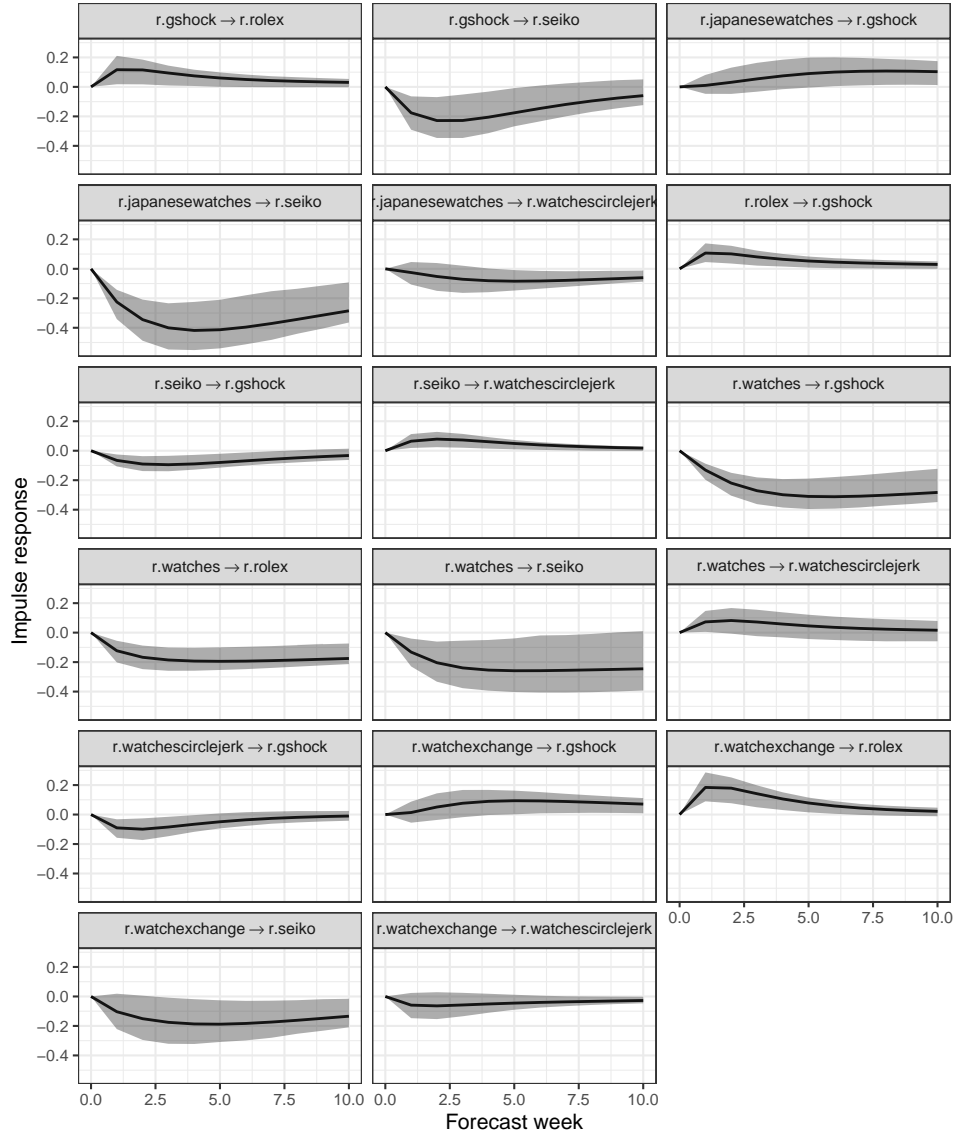 r.gshock → r.rolex
r.gshock → r.seiko
r.japanesewatches → r.gshock
0.2
0.0
−0.2
−0.4
r.japanesewatches → r.seiko
r.japanesewatches → r.watchescirclejerk
r.rolex → r.gshock
0.2
0.0
−0.2
−0.4
r.seiko → r.gshock
r.seiko → r.watchescirclejerk
r.watches → r.gshock
0.2
0.0
−0.2
−0.4
r.watches → r.rolex
r.watches → r.seiko
r.watches → r.watchescirclejerk
0.2
0.0
−0.2
−0.4
r.watchescirclejerk → r.gshock
r.watchexchange → r.gshock
r.watchexchange → r.rolex
0.2
0.0
−0.2
−0.4
0.0 2.5 5.0 7.5 10.0
r.watchexchange → r.seiko
r.watchexchange → r.watchescirclejerk
0.2
0.0
−0.2
−0.4
0.0 2.5 5.0 7.5 10.0
0.0 2.5 5.0 7.5 10.0
Forecast week
Impulse response